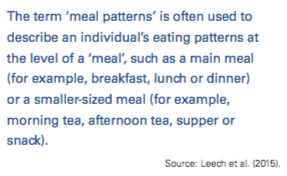 The term ‘meal patterns’ is often used to
describe an individual’s eating patterns at
the level of a ‘meal’, such as a main meal
(for example, breakfast, lunch or dinner)
or a smaller-sized meal (for example,
morning tea, afternoon tea, supper or
snack).
Source: Leech et al. (2015).